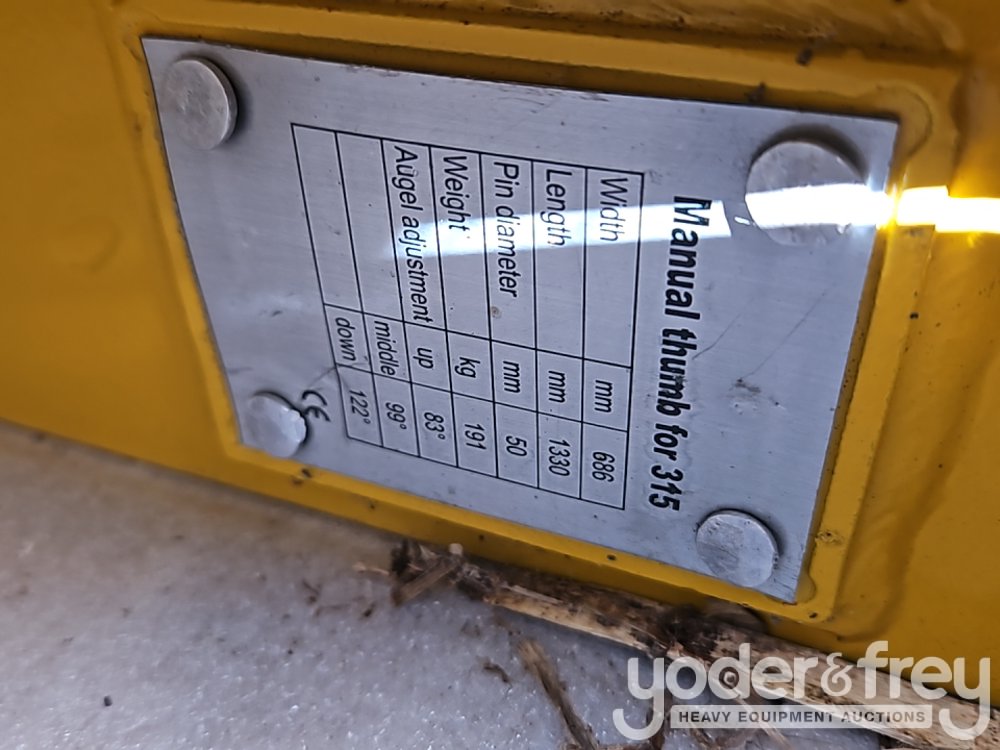 Manual thumb for 315
Width mm 686
Length mm 1330
Pin diameter mm 50
Weight kg 191
Augel adjustment up 83°
middle 99°
down 122°
CE
yoder&frey
HEAVY EQUIPMENT AUCTIONS